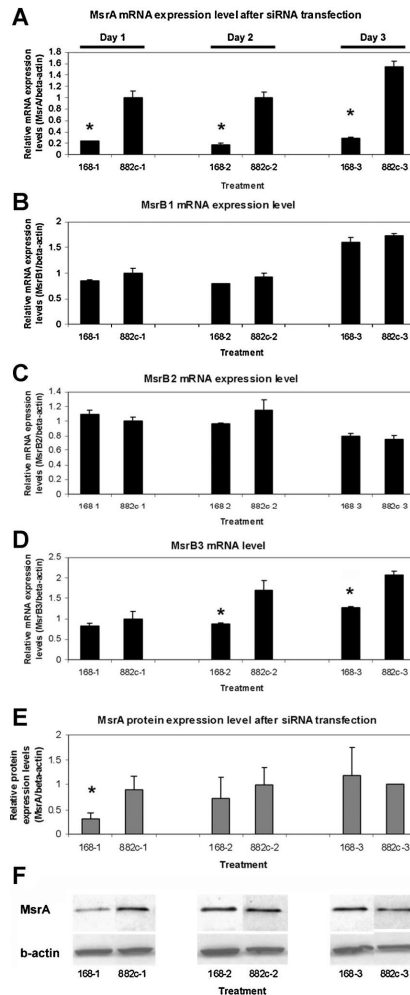 A
MsrA mRNA expression level after siRNA transfection
Day 1 Day 2 Day 3
Relative mRNA expression
levels (MsrA/beta-actin)
1.6
1.4
1.2
1
0.8
0.6
0.4
0.2
0
* * *
168-1 882c-1 168-2 882c-2 168-3 882c-3
Treatment
B
MsrB1 mRNA expression level
Relative mRNA expression
levels (MsrB1/beta-actin)
2
1.5
1
0.5
0
168-1 882c-1 168-2 882c-2 168-3 882c-3
Treatment
C
MsrB2 mRNA expression level
Relative mRNA expression
levels (MsrB2/beta-actin)
1.4
1.2
1
0.8
0.6
0.4
0.2
0
168-1 882c-1 168-2 882c-2 168-3 882c-3
Treatment
D
MsrB3 mRNA level
Relative mRNA expression
levels (MsrB3/beta-actin)
2.5
2
1.5
1
0.5
0
* *
168-1 882c-1 168-2 882c-2 168-3 882c-3
Treatment
E
MsrA protein expression level after siRNA transfection
Relative protein
expression levels
(MsrA/beta-actin)
2
1.5
1
0.5
0
*
168-1 882c-1 168-2 882c-2 168-3 882c-3
Treatment
F
MsrA
b-actin
168-1 882c-1 168-2 882c-2 168-3 882c-3
Treatment